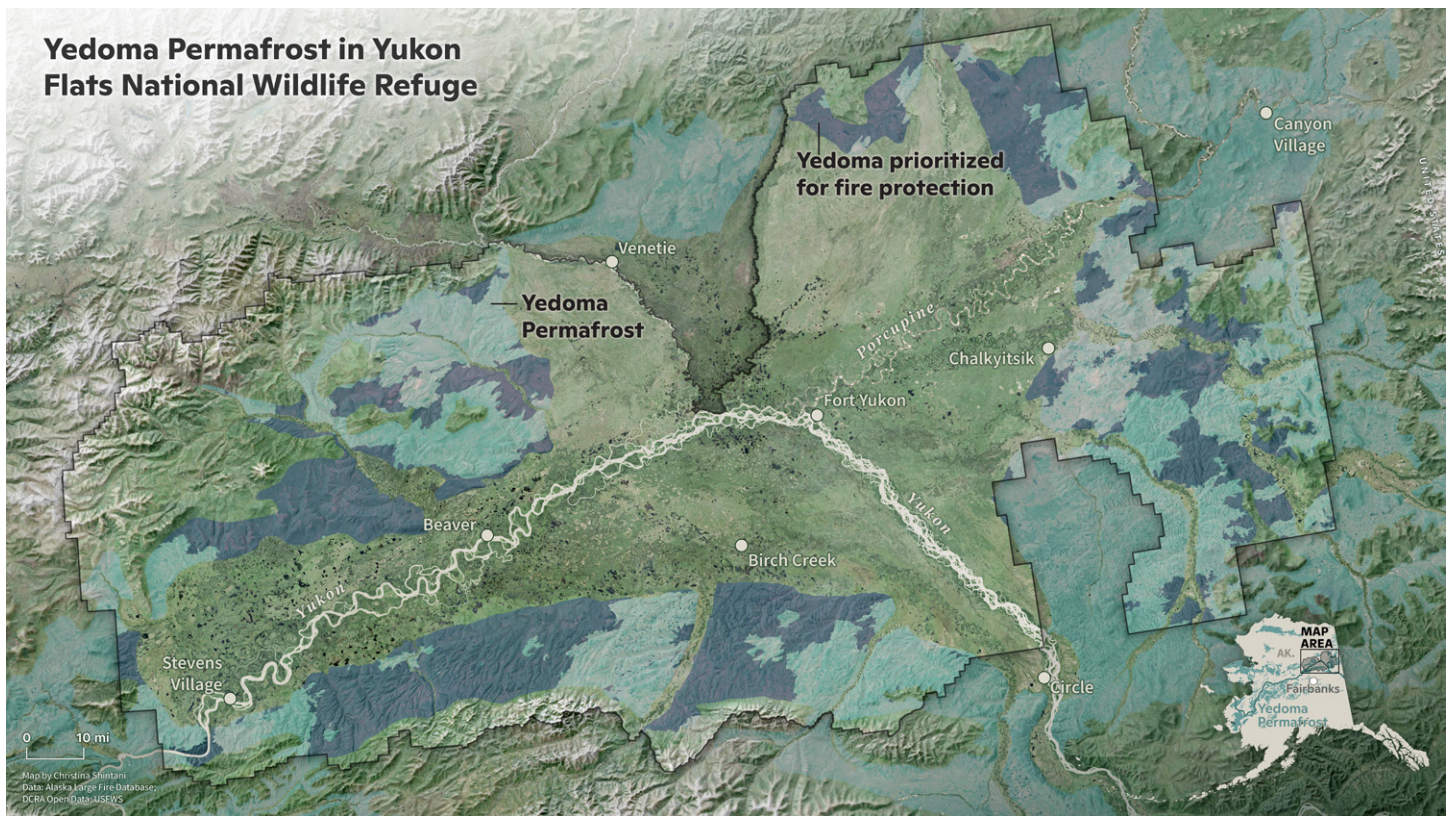 Yedoma Permafrost in Yukon
Flats National Wildlife Refuge
Canyon
Village
Yedoma prioritized
for fire protection
UNITED STATES
Venetie
Yedoma
Permafrost
Porcupine
Chalkyitsik
Fort Yukon
Yukon
Beaver
Birch Creek
Yukon
Stevens
Village
Circle
MAP
AREA
AK.
Fairbanks
Yedoma
Permafrost
0 10 mi
Map by Christina Shintani
Data: Alaska Large Fire Database;
DCRA Open Data; USFWS